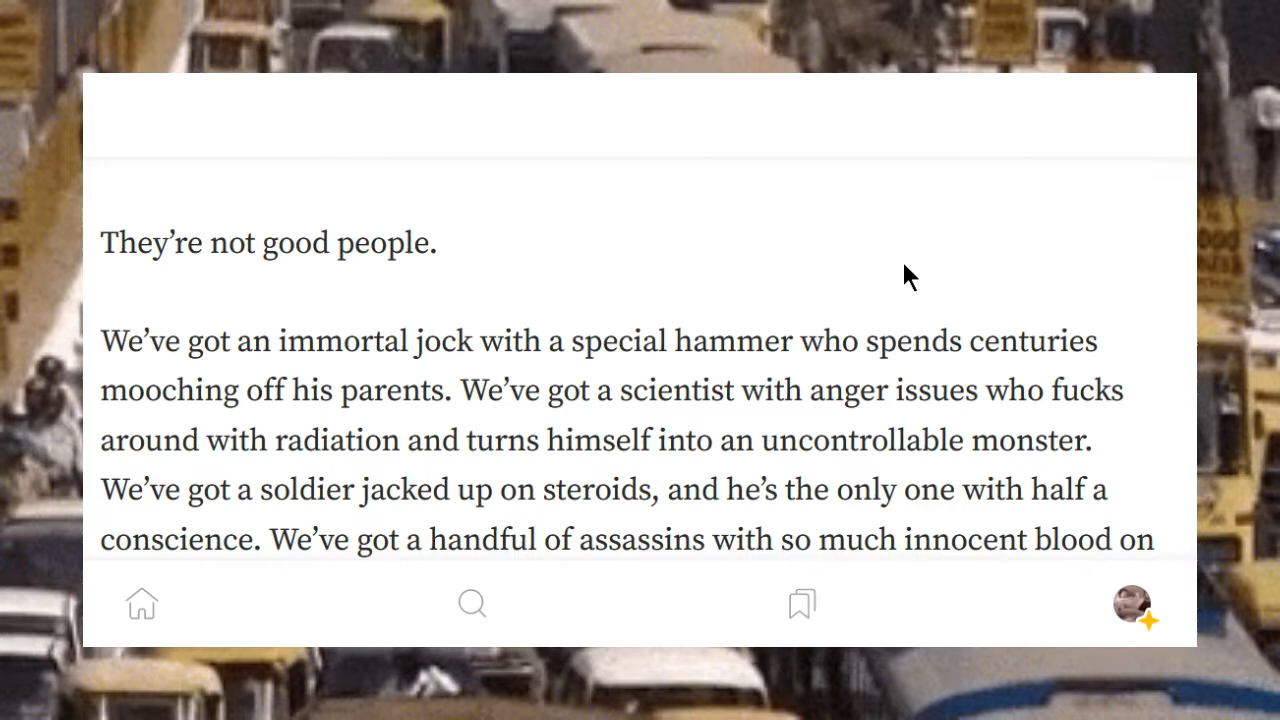 They’re not good people.
We’ve got an immortal jock with a special hammer who spends centuries
mooching off his parents. We’ve got a scientist with anger issues who fucks
around with radiation and turns himself into an uncontrollable monster.
We’ve got a soldier jacked up on steroids, and he’s the only one with half a
conscience. We’ve got a handful of assassins with so much innocent blood on